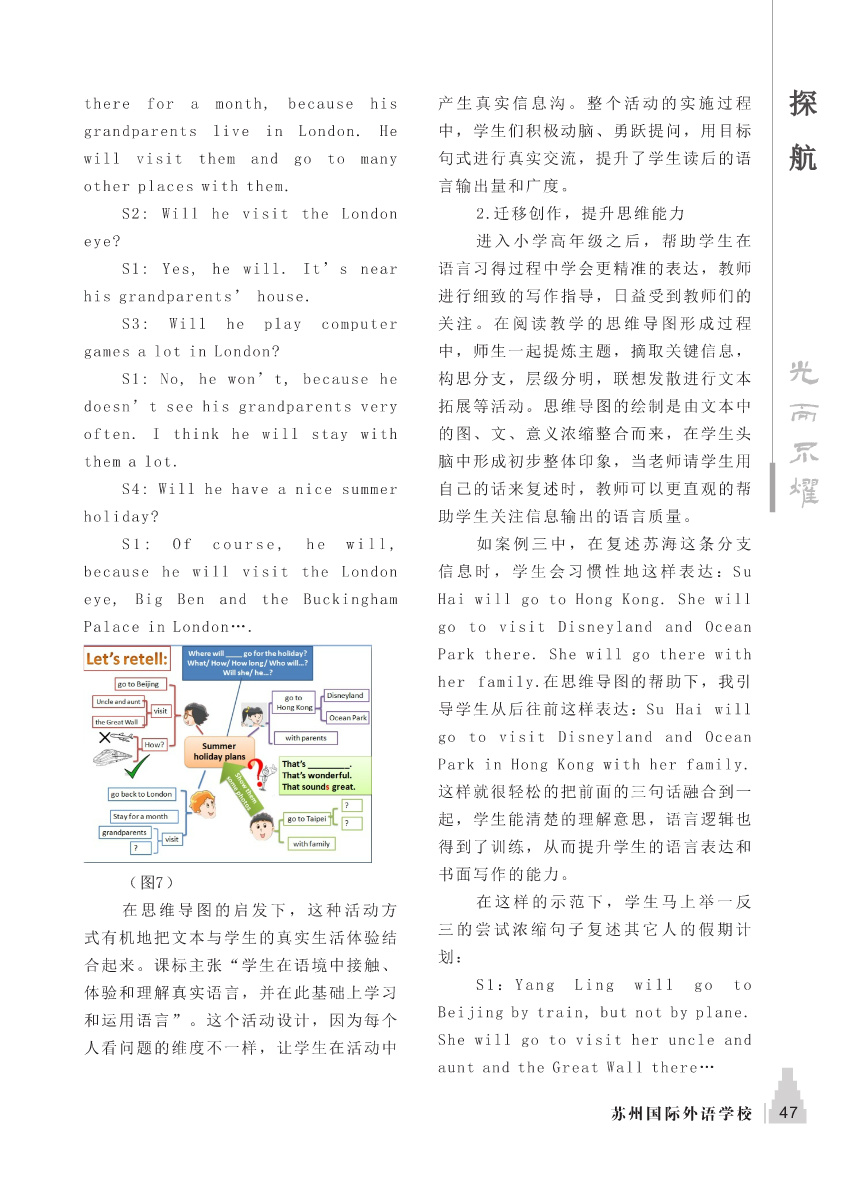 there for a month, because his
grandparents live in London. He
will visit them and go to many
other places with them.
S2: Will he visit the London
eye?
S1: Yes, he will. It’s near
his grandparents’ house.
S3: Will he play computer
games a lot in London?
S1: No, he won’t, because he
doesn’t see his grandparents very
often. I think he will stay with
them a lot.
S4: Will he have a nice summer
holiday?
S1: Of course, he will,
because he will visit the London
eye, Big Ben and the Buckingham
Palace in London….
Let's retell:
Where will ____ go for the holiday?
What/ How/ How long/ Who will...?
Will she/ he...?
go to Beijing
Uncle and aunt
the Great Wall
visit
How?
go to
Hong Kong
Disneyland
Ocean Park
with parents
Summer
holiday plans
That's ________.
That's wonderful.
That sounds great.
?
Show them
some photos
go back to London
Stay for a month
grandparents
?
visit
go to Taipei
?
?
with family
（图7）
在思维导图的启发下，这种活动方
式有机地把文本与学生的真实生活体验结
合起来。课标主张“学生在语境中接触、
体验和理解真实语言，并在此基础上学习
和运用语言”。这个活动设计，因为每个
人看问题的维度不一样，让学生在活动中
产生真实信息沟。整个活动的实施过程
中，学生们积极动脑、勇跃提问，用目标
句式进行真实交流，提升了学生读后的语
言输出量和广度。
2.迁移创作，提升思维能力
进入小学高年级之后，帮助学生在
语言习得过程中学会更精准的表达，教师
进行细致的写作指导，日益受到教师们的
关注。在阅读教学的思维导图形成过程
中，师生一起提炼主题，摘取关键信息，
构思分支，层级分明，联想发散进行文本
拓展等活动。思维导图的绘制是由文本中
的图、文、意义浓缩整合而来，在学生头
脑中形成初步整体印象，当老师请学生用
自己的话来复述时，教师可以更直观的帮
助学生关注信息输出的语言质量。
如案例三中，在复述苏海这条分支
信息时，学生会习惯性地这样表达：Su
Hai will go to Hong Kong. She will
go to visit Disneyland and Ocean
Park there. She will go there with
her family.在思维导图的帮助下，我引
导学生从后往前这样表达：Su Hai will
go to visit Disneyland and Ocean
Park in Hong Kong with her family.
这样就很轻松的把前面的三句话融合到一
起，学生能清楚的理解意思，语言逻辑也
得到了训练，从而提升学生的语言表达和
书面写作的能力。
在这样的示范下，学生马上举一反
三的尝试浓缩句子复述其它人的假期计
划：
S1：Yang Ling will go to
Beijing by train, but not by plane.
She will go to visit her uncle and
aunt and the Great Wall there…
探
航
光
而
不
耀
苏州国际外语学校
47